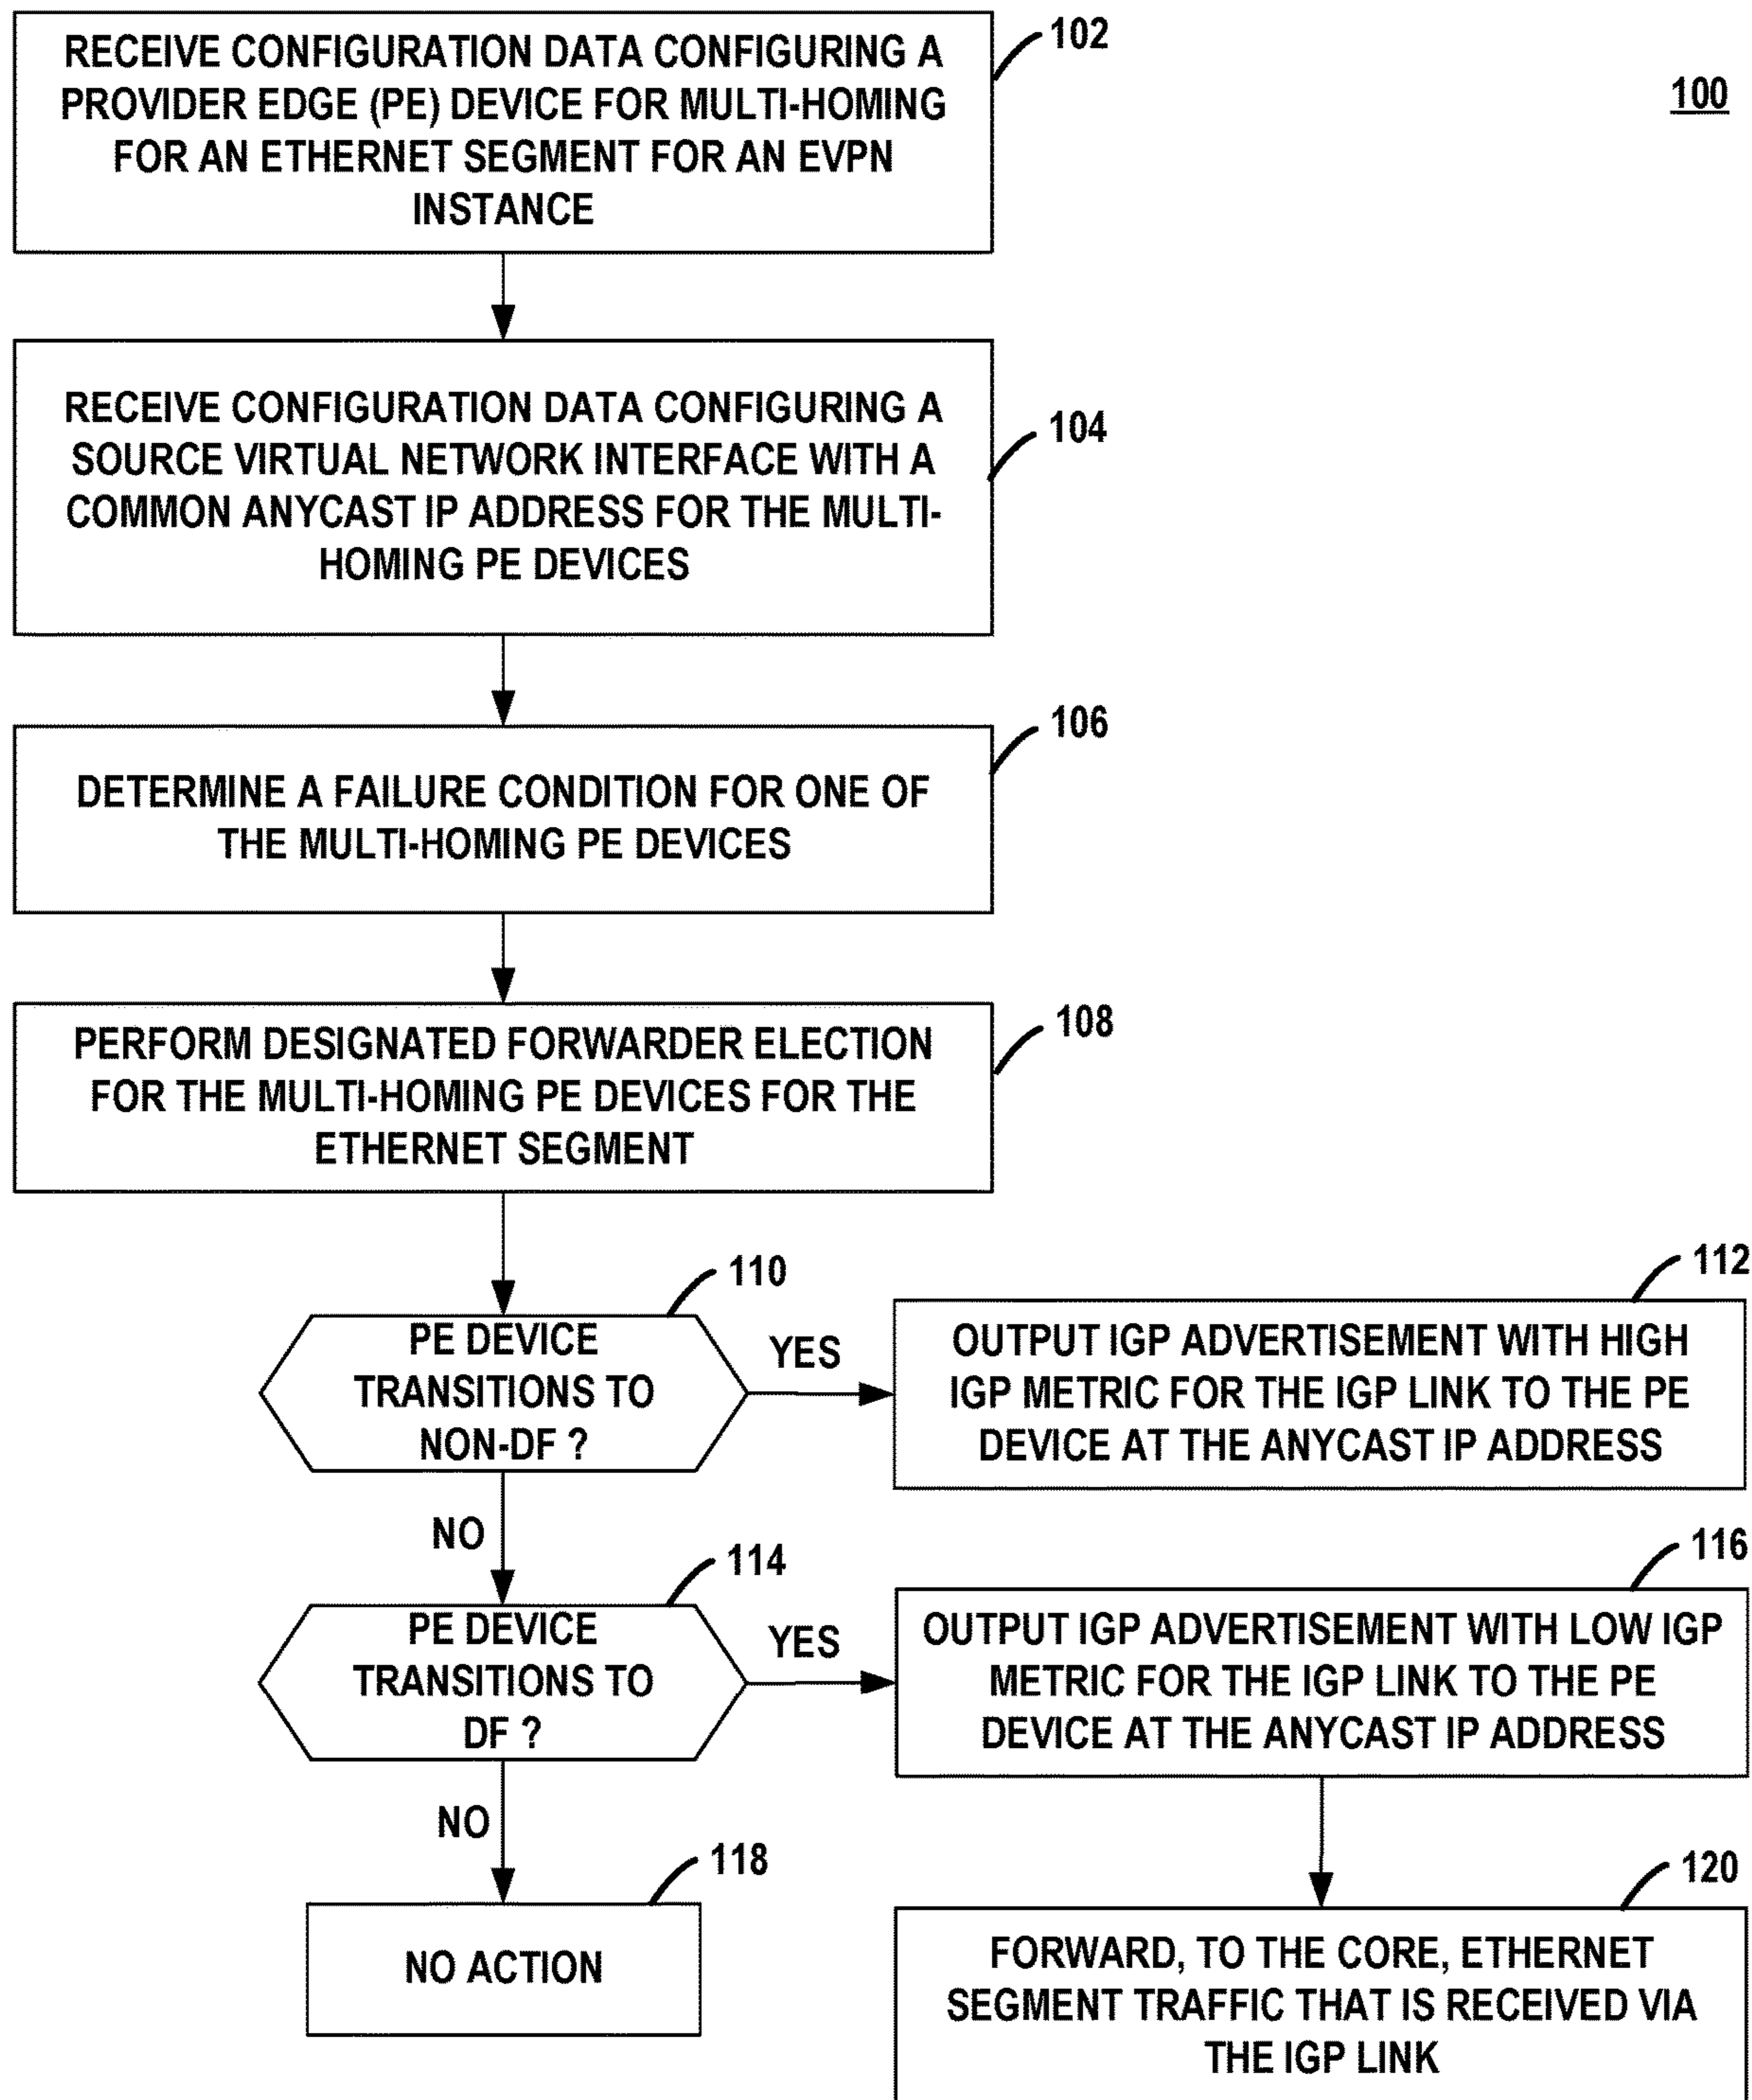 RECEIVE CONFIGURATION DATA CONFIGURING A
PROVIDER EDGE (PE) DEVICE FOR MULTI-HOMING
FOR AN ETHERNET SEGMENT FOR AN EVPN
INSTANCE
102
100
RECEIVE CONFIGURATION DATA CONFIGURING A
SOURCE VIRTUAL NETWORK INTERFACE WITH A
COMMON ANYCAST IP ADDRESS FOR THE MULTI-
HOMING PE DEVICES
104
DETERMINE A FAILURE CONDITION FOR ONE OF
THE MULTI-HOMING PE DEVICES
106
PERFORM DESIGNATED FORWARDER ELECTION
FOR THE MULTI-HOMING PE DEVICES FOR THE
ETHERNET SEGMENT
108
PE DEVICE
TRANSITIONS TO
NON-DF ?
110
YES
OUTPUT IGP ADVERTISEMENT WITH HIGH
IGP METRIC FOR THE IGP LINK TO THE PE
DEVICE AT THE ANYCAST IP ADDRESS
112
NO
PE DEVICE
TRANSITIONS TO
DF ?
114
YES
OUTPUT IGP ADVERTISEMENT WITH LOW IGP
METRIC FOR THE IGP LINK TO THE PE
DEVICE AT THE ANYCAST IP ADDRESS
116
NO
NO ACTION
118
FORWARD, TO THE CORE, ETHERNET
SEGMENT TRAFFIC THAT IS RECEIVED VIA
THE IGP LINK
120